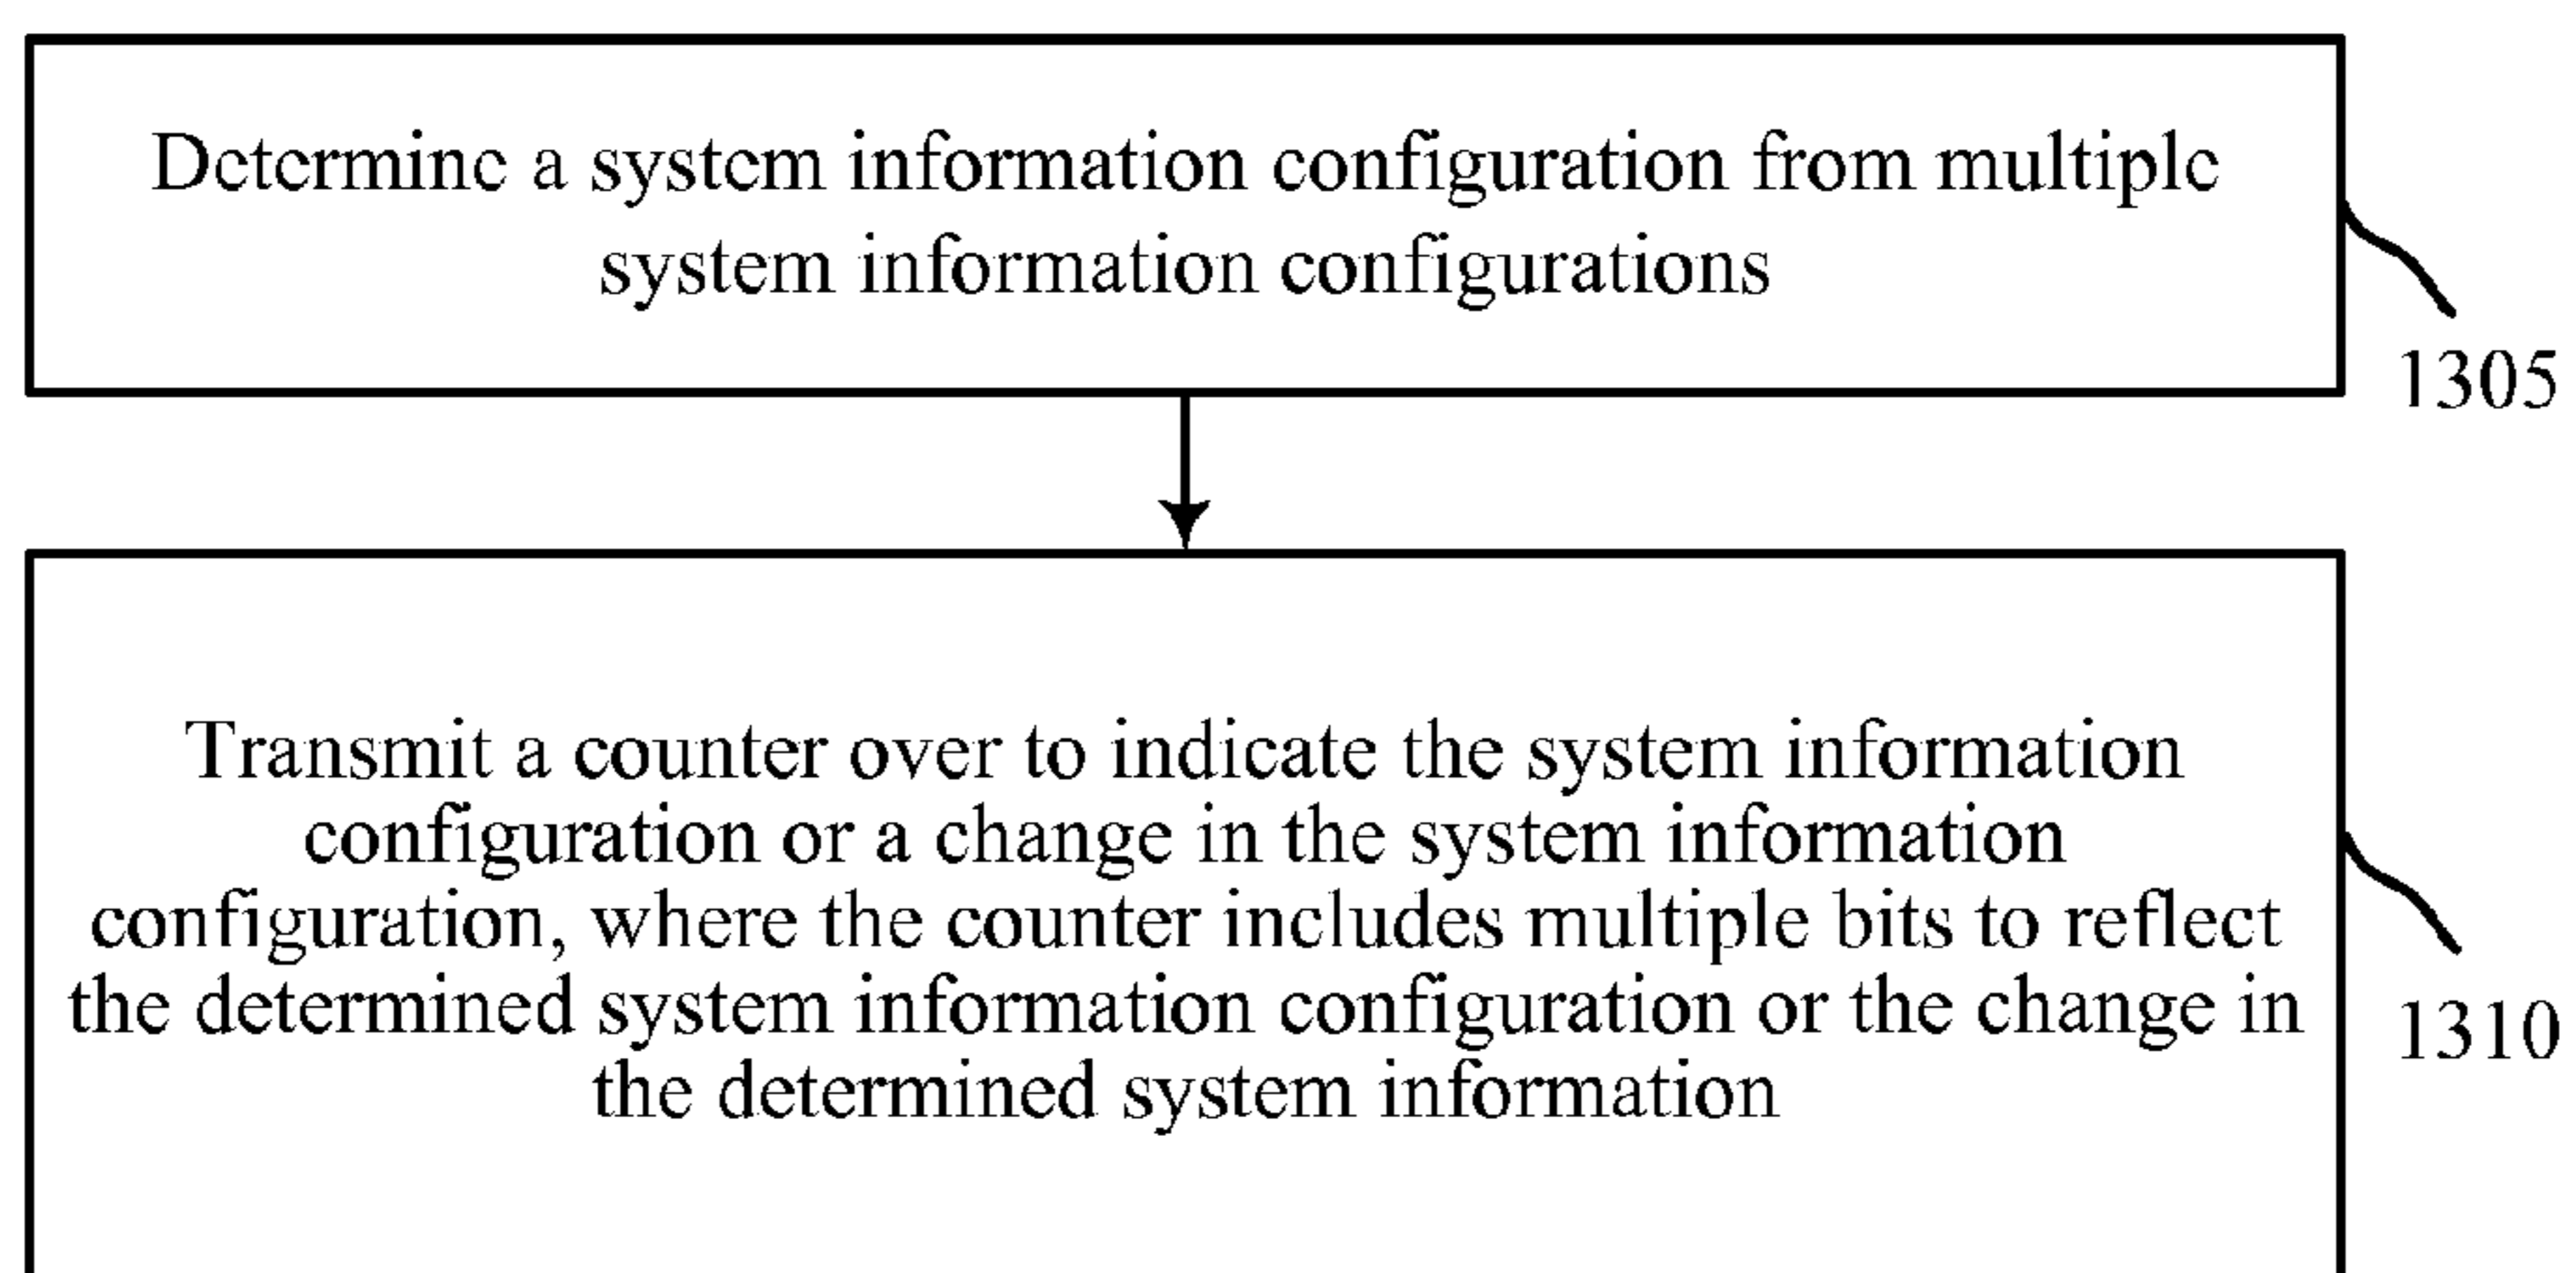 Determine a system information configuration from multiple
system information configurations
1305
Transmit a counter over to indicate the system information
configuration or a change in the system information
configuration, where the counter includes multiple bits to reflect
the determined system information configuration or the change in
the determined system information
1310